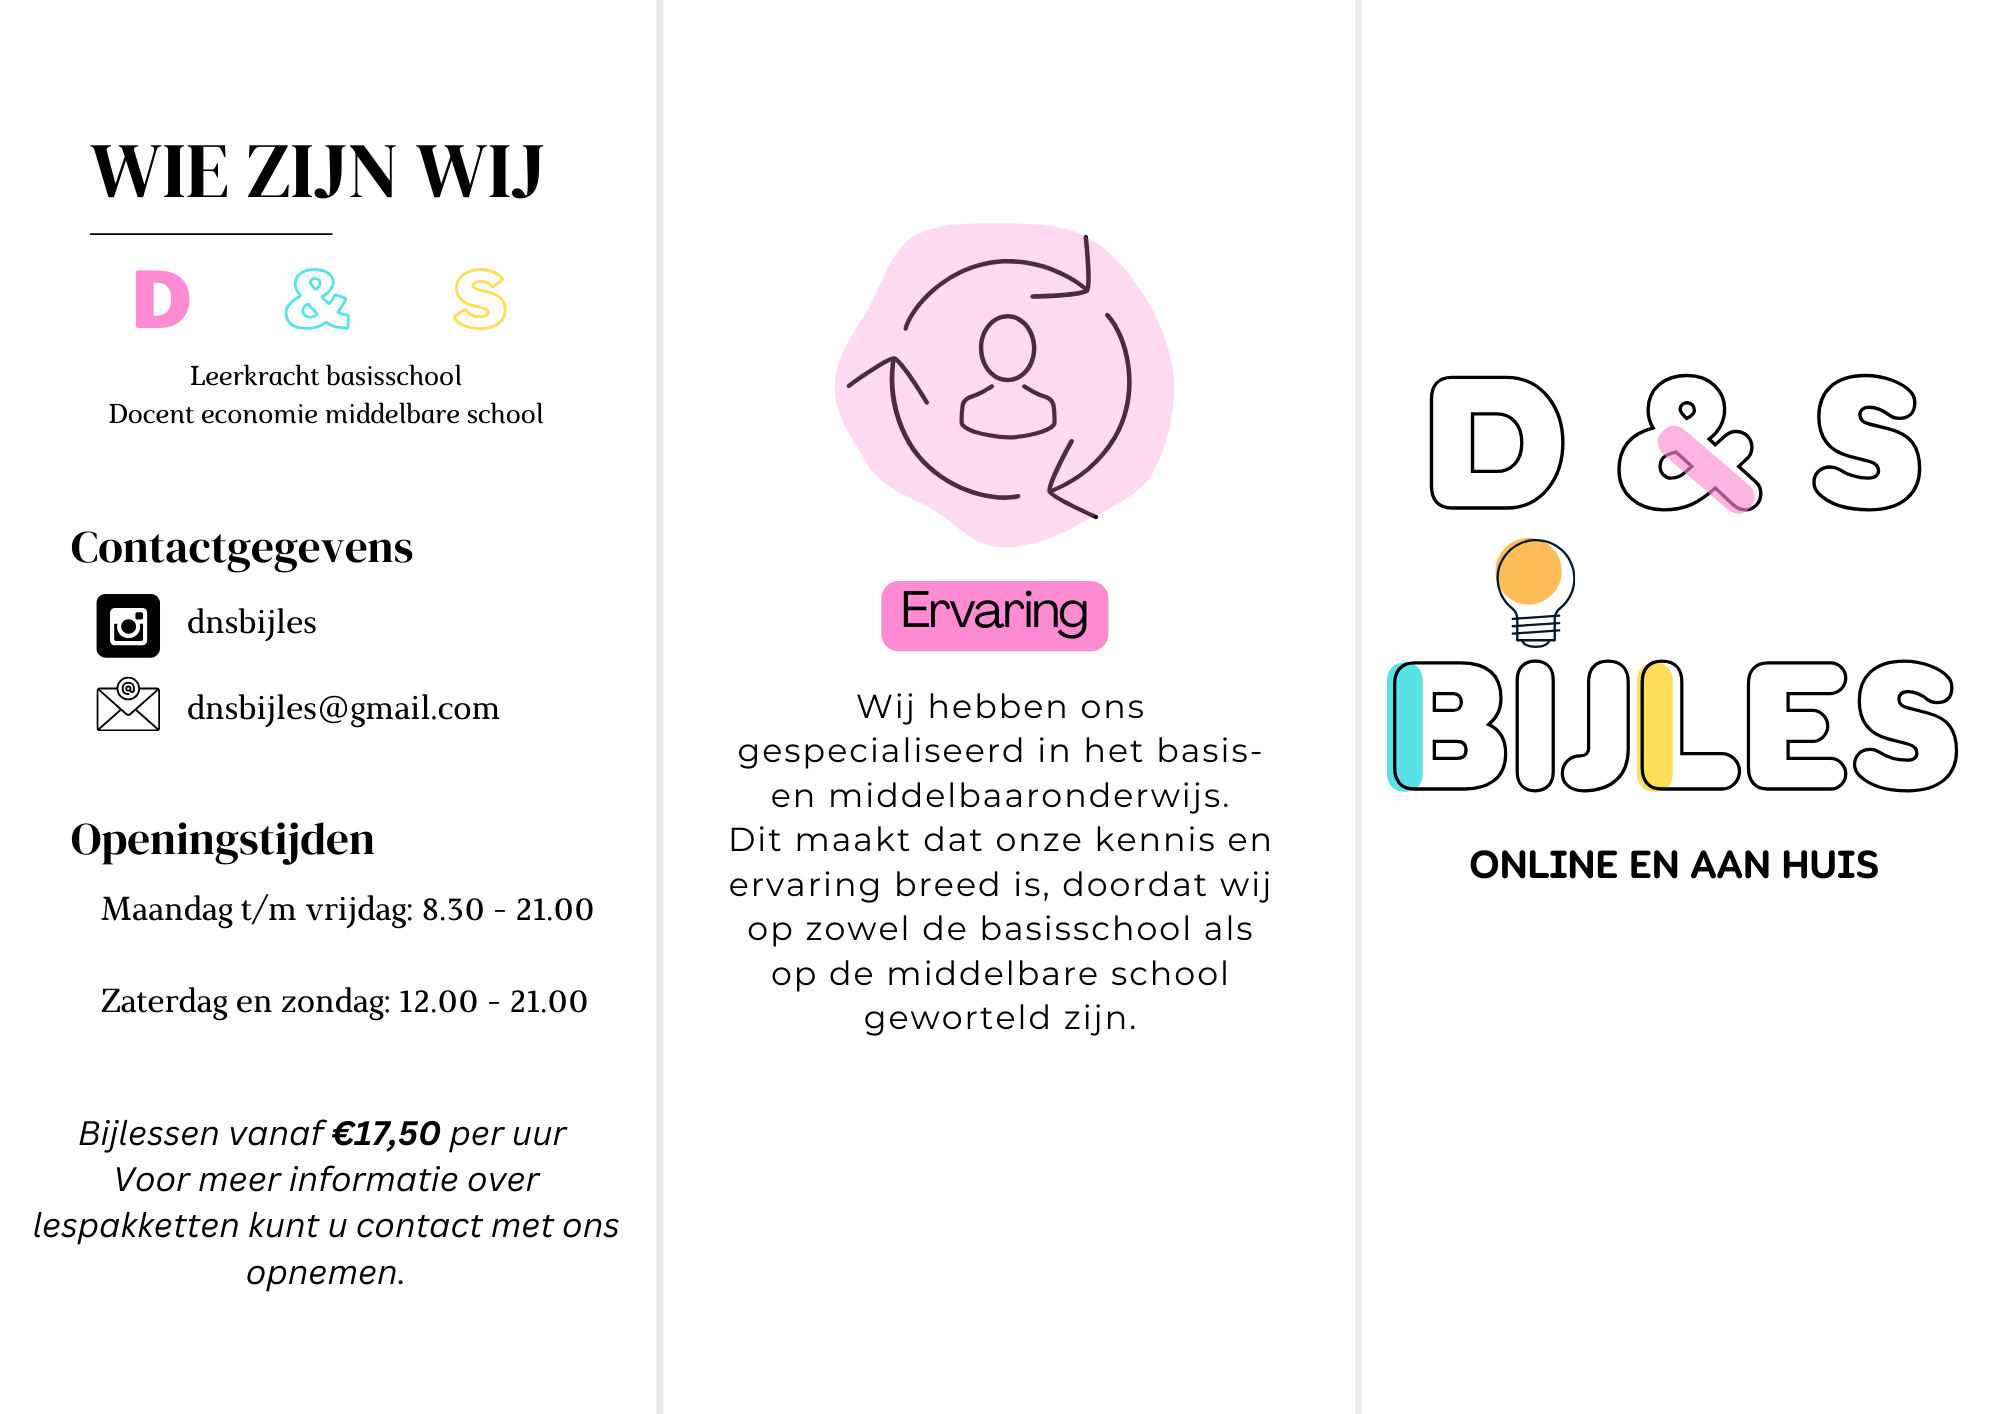 WIE ZIJN WIJ
D & S
Leerkracht basisschool
Docent economie middelbare school
Contactgegevens
dnsbijles
@
dnsbijles@gmail.com
Openingstijden
Maandag t/m vrijdag: 8.30 - 21.00
Zaterdag en zondag: 12.00 - 21.00
Bijlessen vanaf €17,50 per uur
Voor meer informatie over
lespakketten kunt u contact met ons
opnemen.
Ervaring
Wij hebben ons
gespecialiseerd in het basis-
en middelbaaronderwijs.
Dit maakt dat onze kennis en
ervaring breed is, doordat wij
op zowel de basisschool als
op de middelbare school
geworteld zijn.
D & S
BIJLES
ONLINE EN AAN HUIS